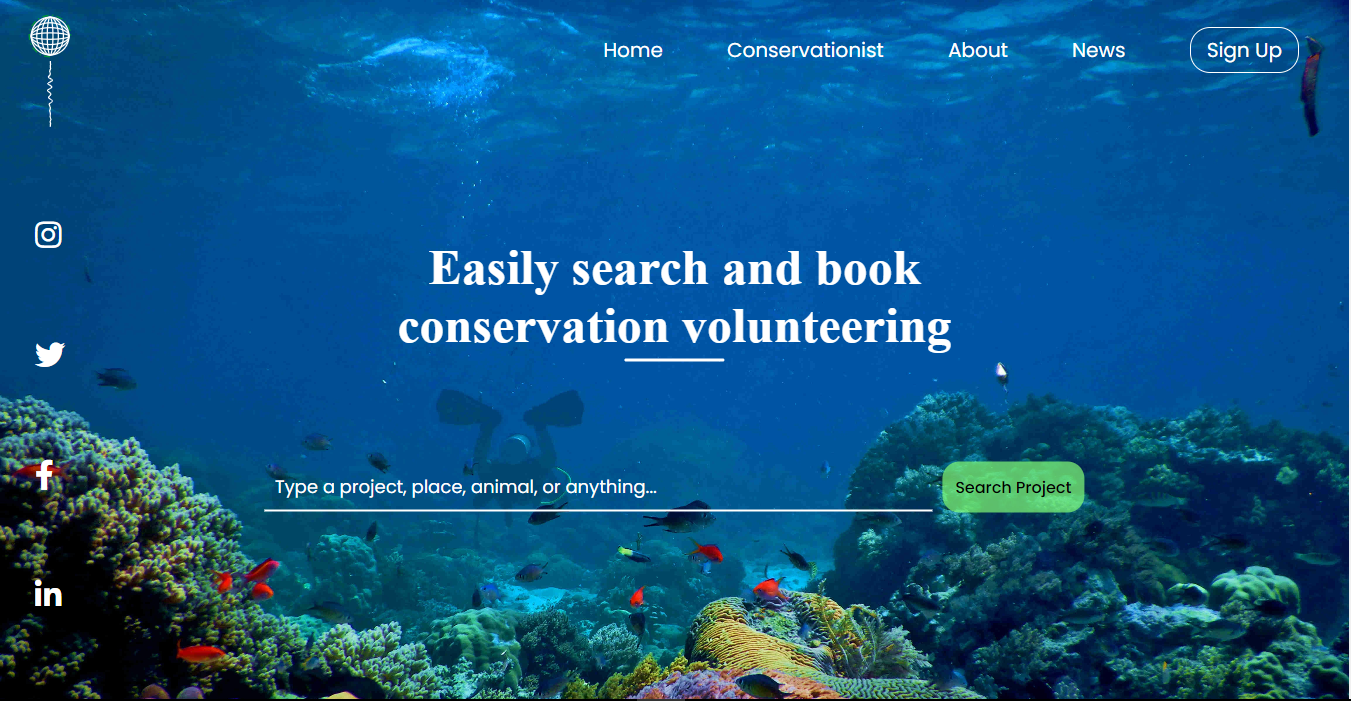 Home
Conservationist
About
News
Sign Up
Easily search and book
conservation volunteering
Type a project, place, animal, or anything...
Search Project